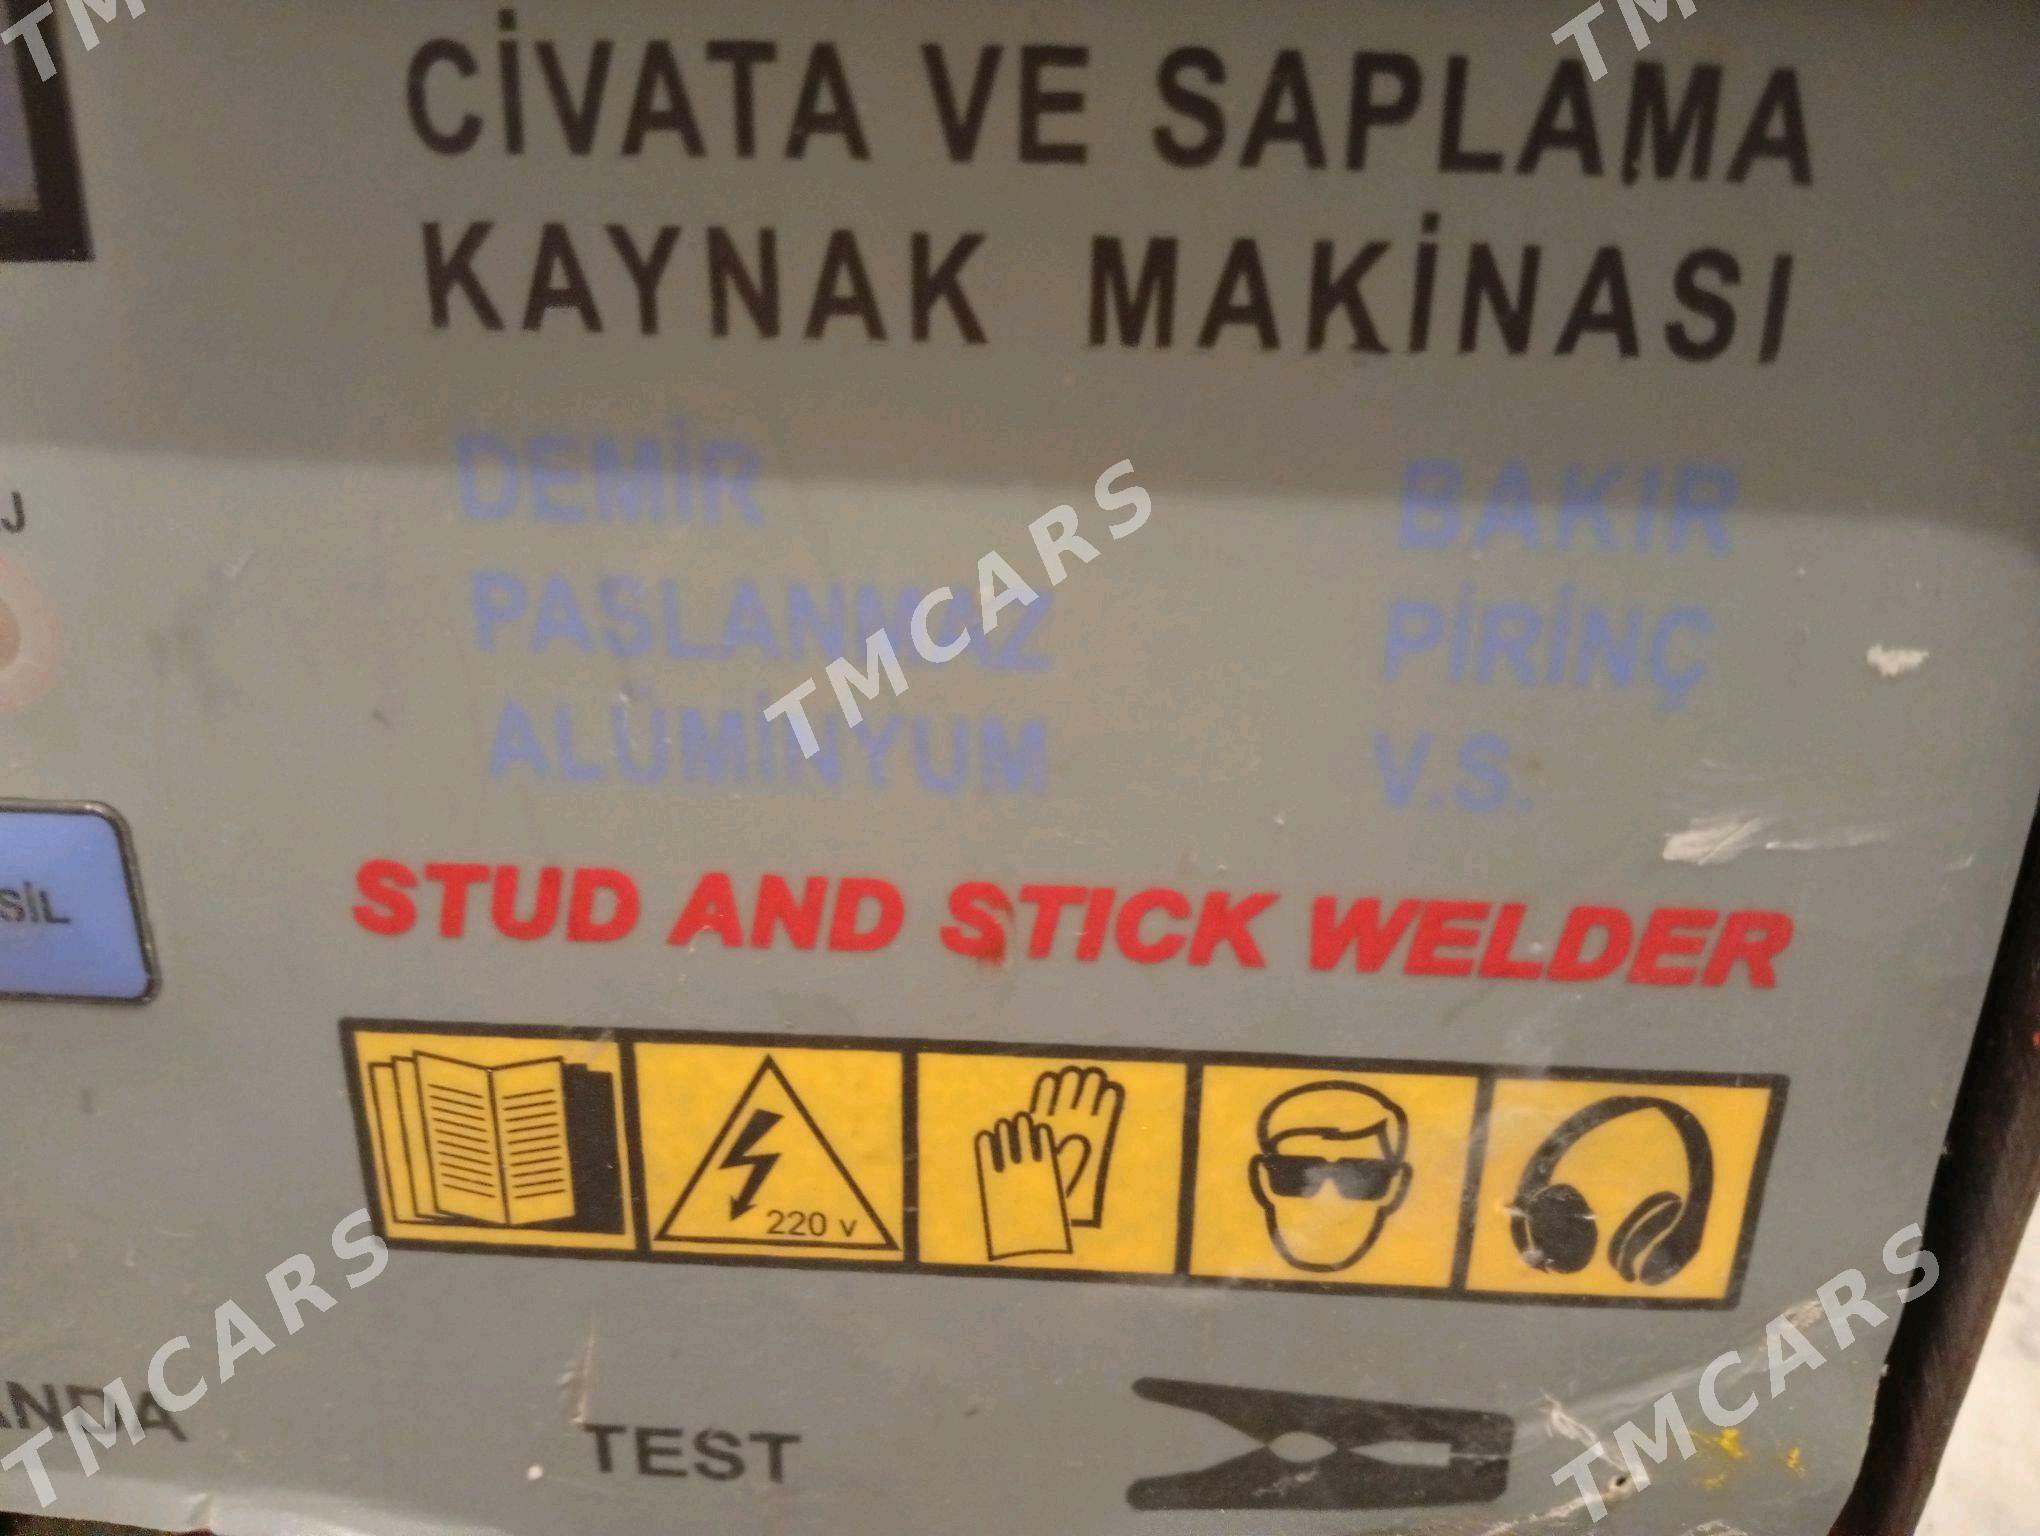 CİVATA VE SAPLAMA
KAYNAK MAKİNASI
DEMİR BAKIR
PASLANMAZ PİRİNÇ
ALÜMİNYUM V.S.
STUD AND STICK WELDER
220 v
TEST
TMCARS
TMCARS
TMCARS